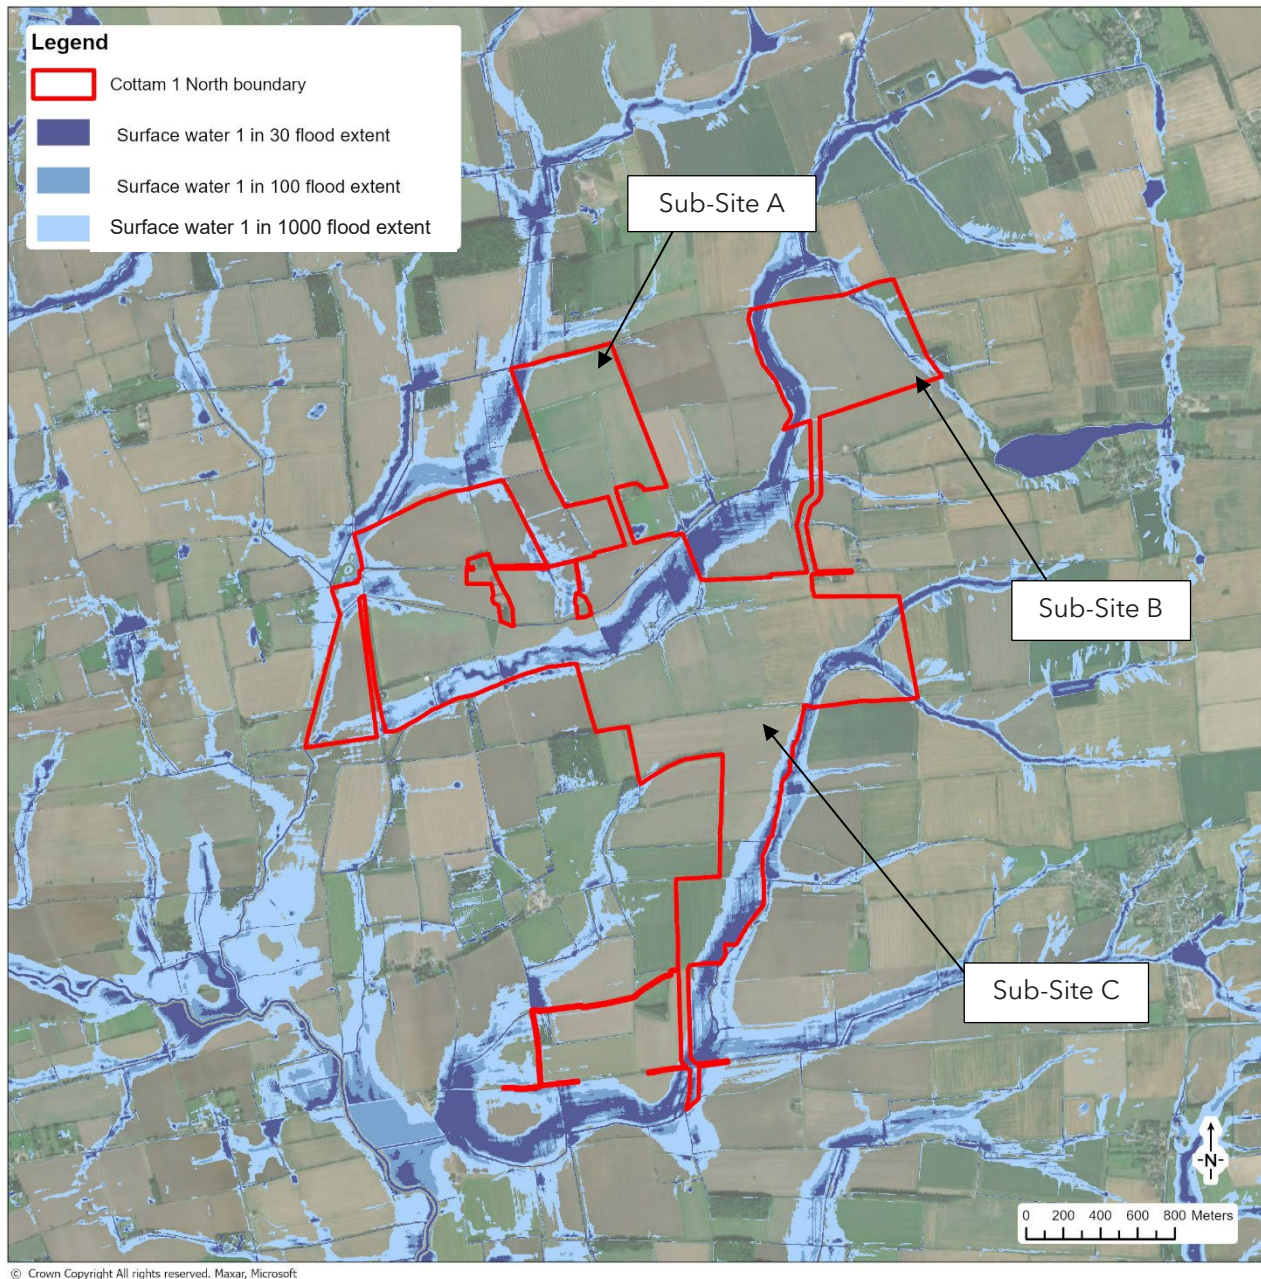 Legend
Cottam 1 North boundary
Surface water 1 in 30 flood extent
Surface water 1 in 100 flood extent
Surface water 1 in 1000 flood extent
Sub-Site A
Sub-Site B
Sub-Site C
-N-
0 200 400 600 800 Meters
© Crown Copyright All rights reserved. Maxar, Microsoft